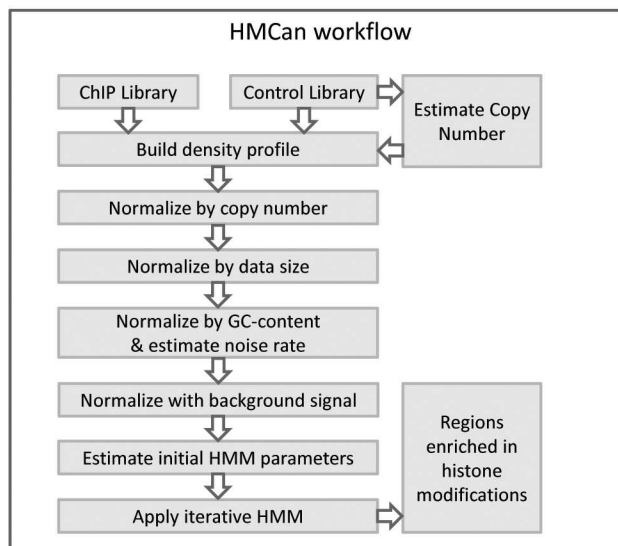 HMCan workflow
ChIP Library
Control Library
Estimate Copy
Number
Build density profile
Normalize by copy number
Normalize by data size
Normalize by GC-content
& estimate noise rate
Normalize with background signal
Estimate initial HMM parameters
Apply iterative HMM
Regions
enriched in
histone
modifications